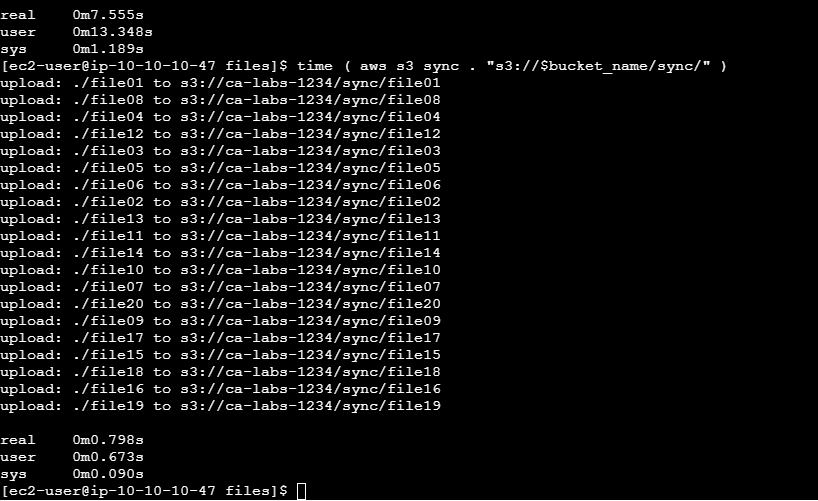 real    0m7.555s
user    0m13.348s
sys     0m1.189s
[ec2-user@ip-10-10-10-47 files]$ time ( aws s3 sync . "s3://$bucket_name/sync/" )
upload: ./file01 to s3://ca-labs-1234/sync/file01
upload: ./file08 to s3://ca-labs-1234/sync/file08
upload: ./file04 to s3://ca-labs-1234/sync/file04
upload: ./file12 to s3://ca-labs-1234/sync/file12
upload: ./file03 to s3://ca-labs-1234/sync/file03
upload: ./file05 to s3://ca-labs-1234/sync/file05
upload: ./file06 to s3://ca-labs-1234/sync/file06
upload: ./file02 to s3://ca-labs-1234/sync/file02
upload: ./file13 to s3://ca-labs-1234/sync/file13
upload: ./file11 to s3://ca-labs-1234/sync/file11
upload: ./file14 to s3://ca-labs-1234/sync/file14
upload: ./file10 to s3://ca-labs-1234/sync/file10
upload: ./file07 to s3://ca-labs-1234/sync/file07
upload: ./file20 to s3://ca-labs-1234/sync/file20
upload: ./file09 to s3://ca-labs-1234/sync/file09
upload: ./file17 to s3://ca-labs-1234/sync/file17
upload: ./file15 to s3://ca-labs-1234/sync/file15
upload: ./file18 to s3://ca-labs-1234/sync/file18
upload: ./file16 to s3://ca-labs-1234/sync/file16
upload: ./file19 to s3://ca-labs-1234/sync/file19

real    0m0.798s
user    0m0.673s
sys     0m0.090s
[ec2-user@ip-10-10-10-47 files]$